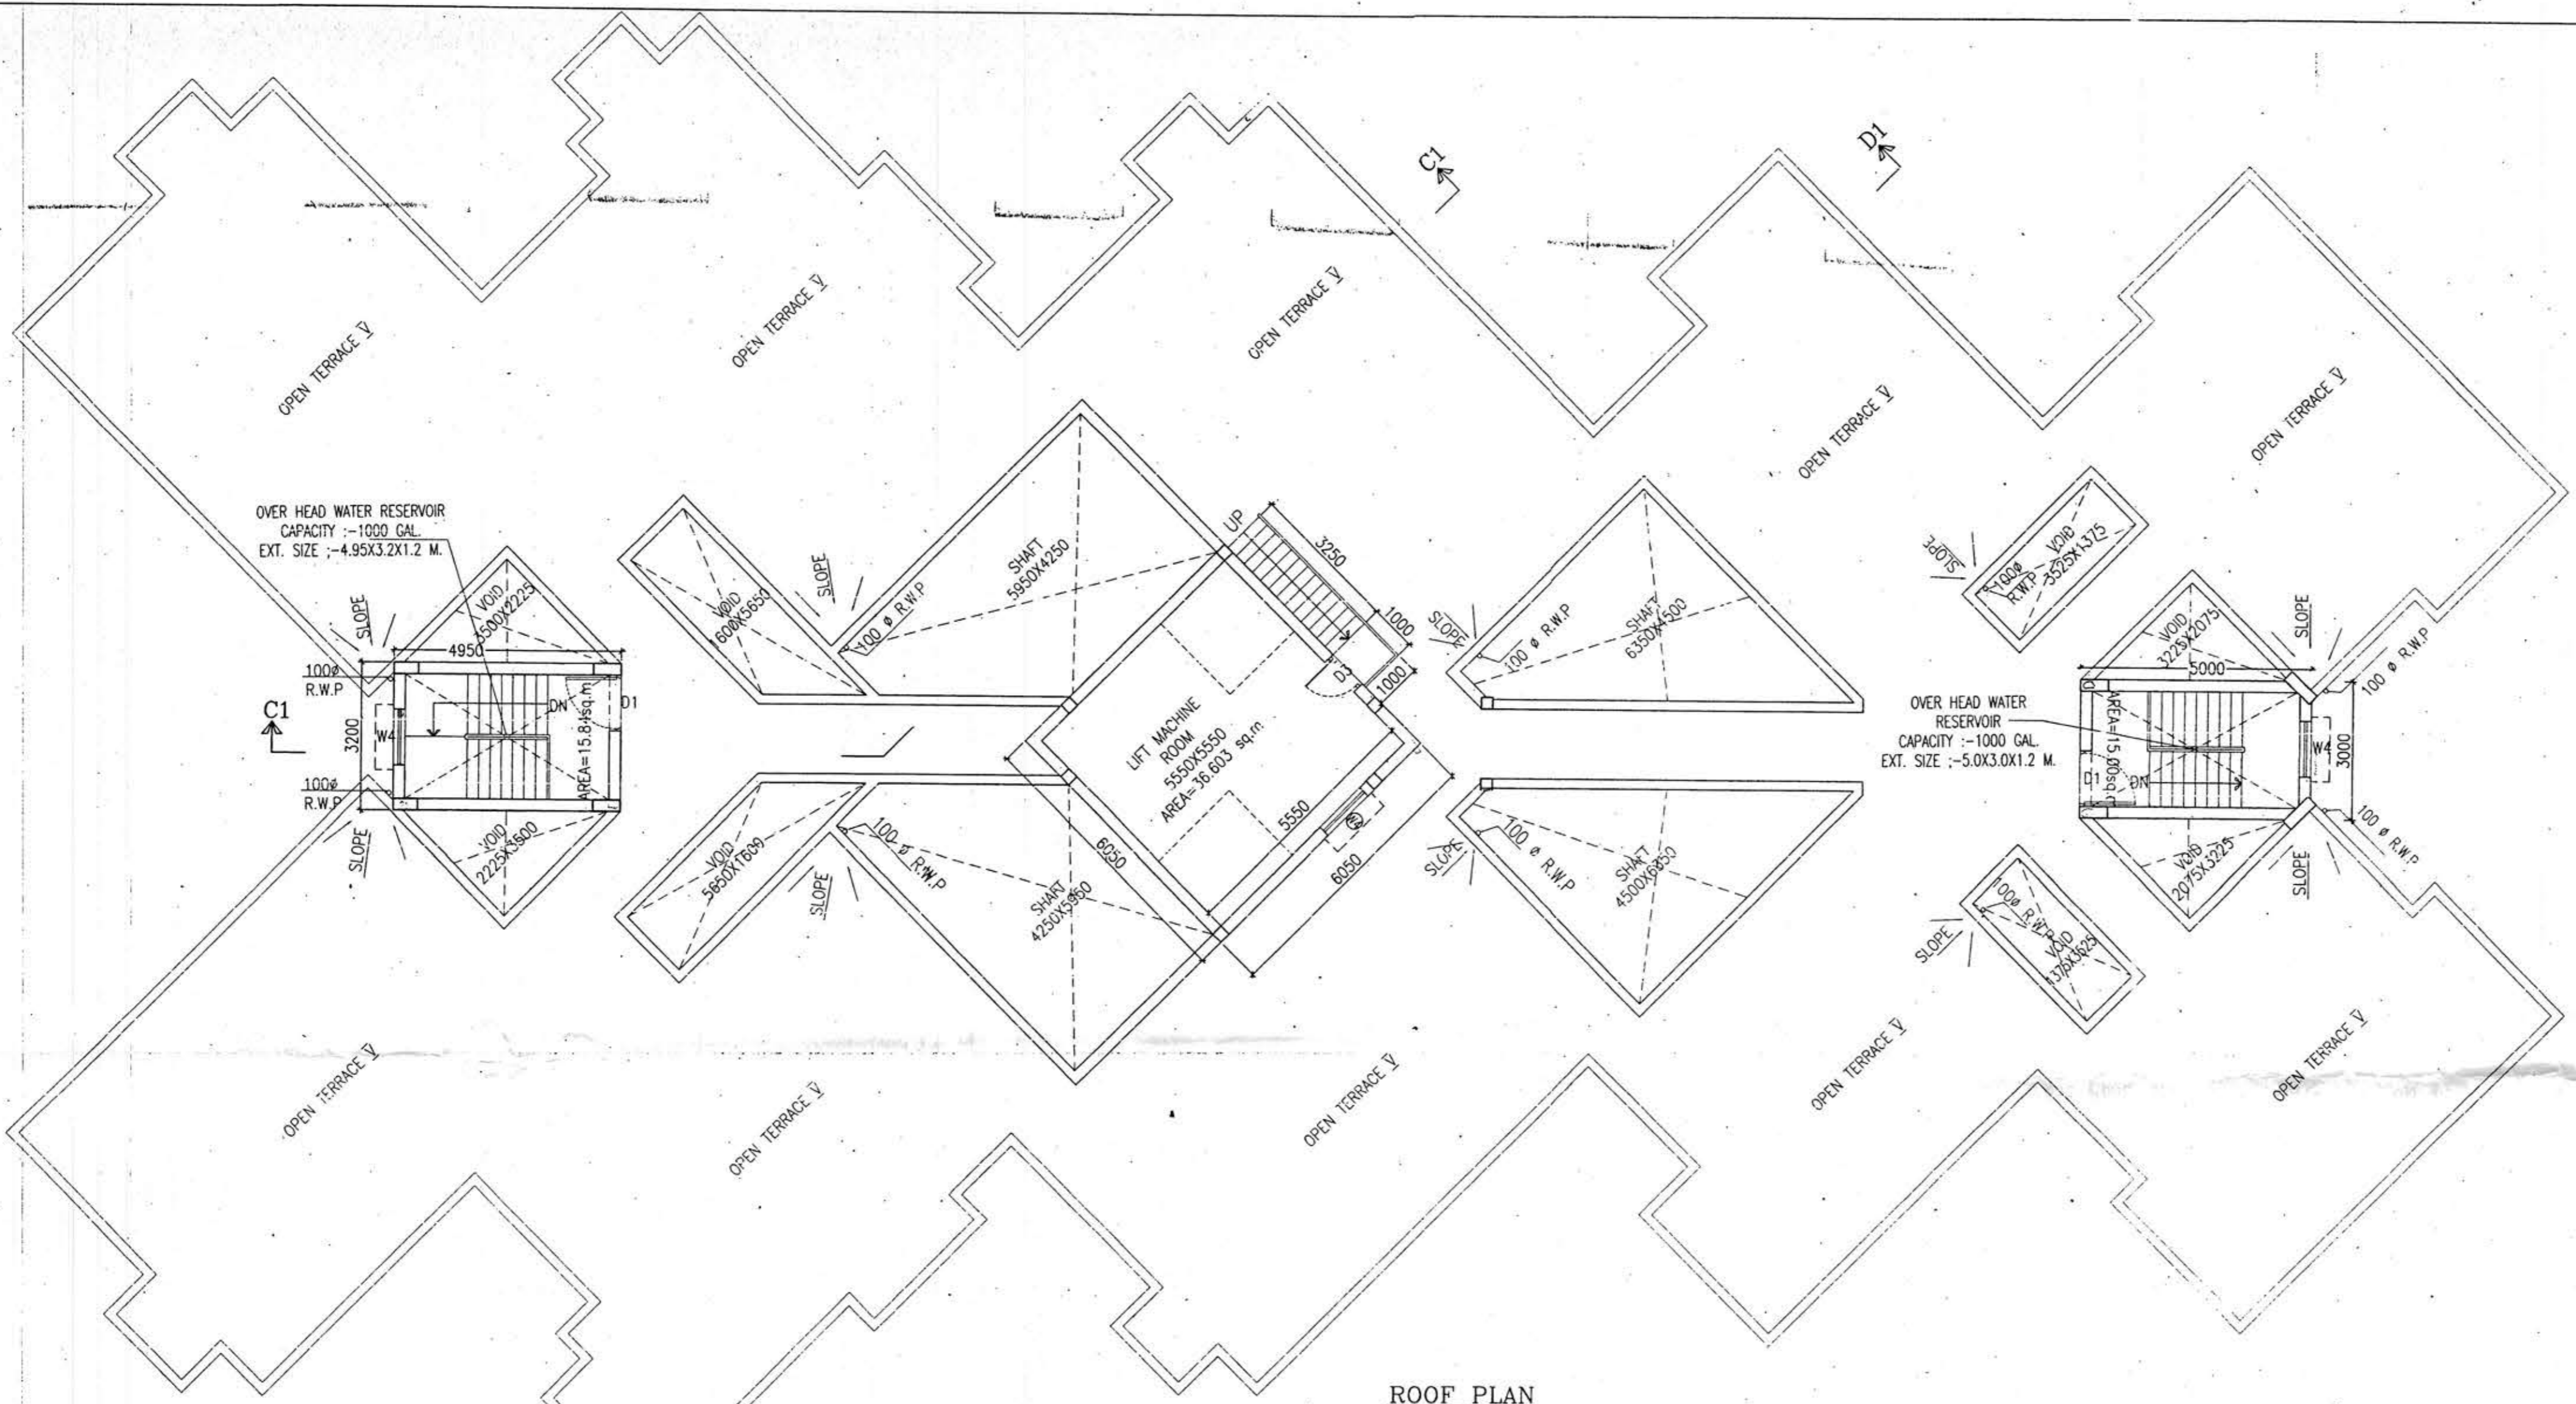 D1
C1
OPEN TERRACE V
OPEN TERRACE V
OPEN TERRACE V
OPEN TERRACE V
OPEN TERRACE V
OVER HEAD WATER RESERVOIR
CAPACITY :-1000 GAL.
EXT. SIZE ;-4.95X3.2X1.2 M.
SLOPE
VOID
3500X2225
4950
100ø
R.W.P
C1
3200
W4
DN
AREA=15.84sq.m
D1
100ø
R.W.P
SLOPE
VOID
2225X3500
VOID
1600X5650
SLOPE
100 ø R.W.P
SHAFT
5950X4250
UP
3250
1000
1000
D3
LIFT MACHINE
ROOM
5550X5550
AREA=36.603 sq.m
5550
6050
6050
VOID
5650X1600
SLOPE
100 ø R.W.P
SHAFT
4250X5950
SLOPE
100 ø R.W.P
SHAFT
6350X4500
SLOPE
100 ø R.W.P
SHAFT
4500X6350
SLOPE
100ø
R.W.P
VOID
3525X1375
VOID
3225X2075
SLOPE
5000
100 ø R.W.P
OVER HEAD WATER
RESERVOIR
CAPACITY :-1000 GAL.
EXT. SIZE ;-5.0X3.0X1.2 M.
D1
DN
W4
3000
100 ø R.W.P
VOID
2075X3225
SLOPE
SLOPE
100ø R.W.P
VOID
OPEN TERRACE V
OPEN TERRACE V
OPEN TERRACE V
OPEN TERRACE V
OPEN TERRACE V
ROOF PLAN